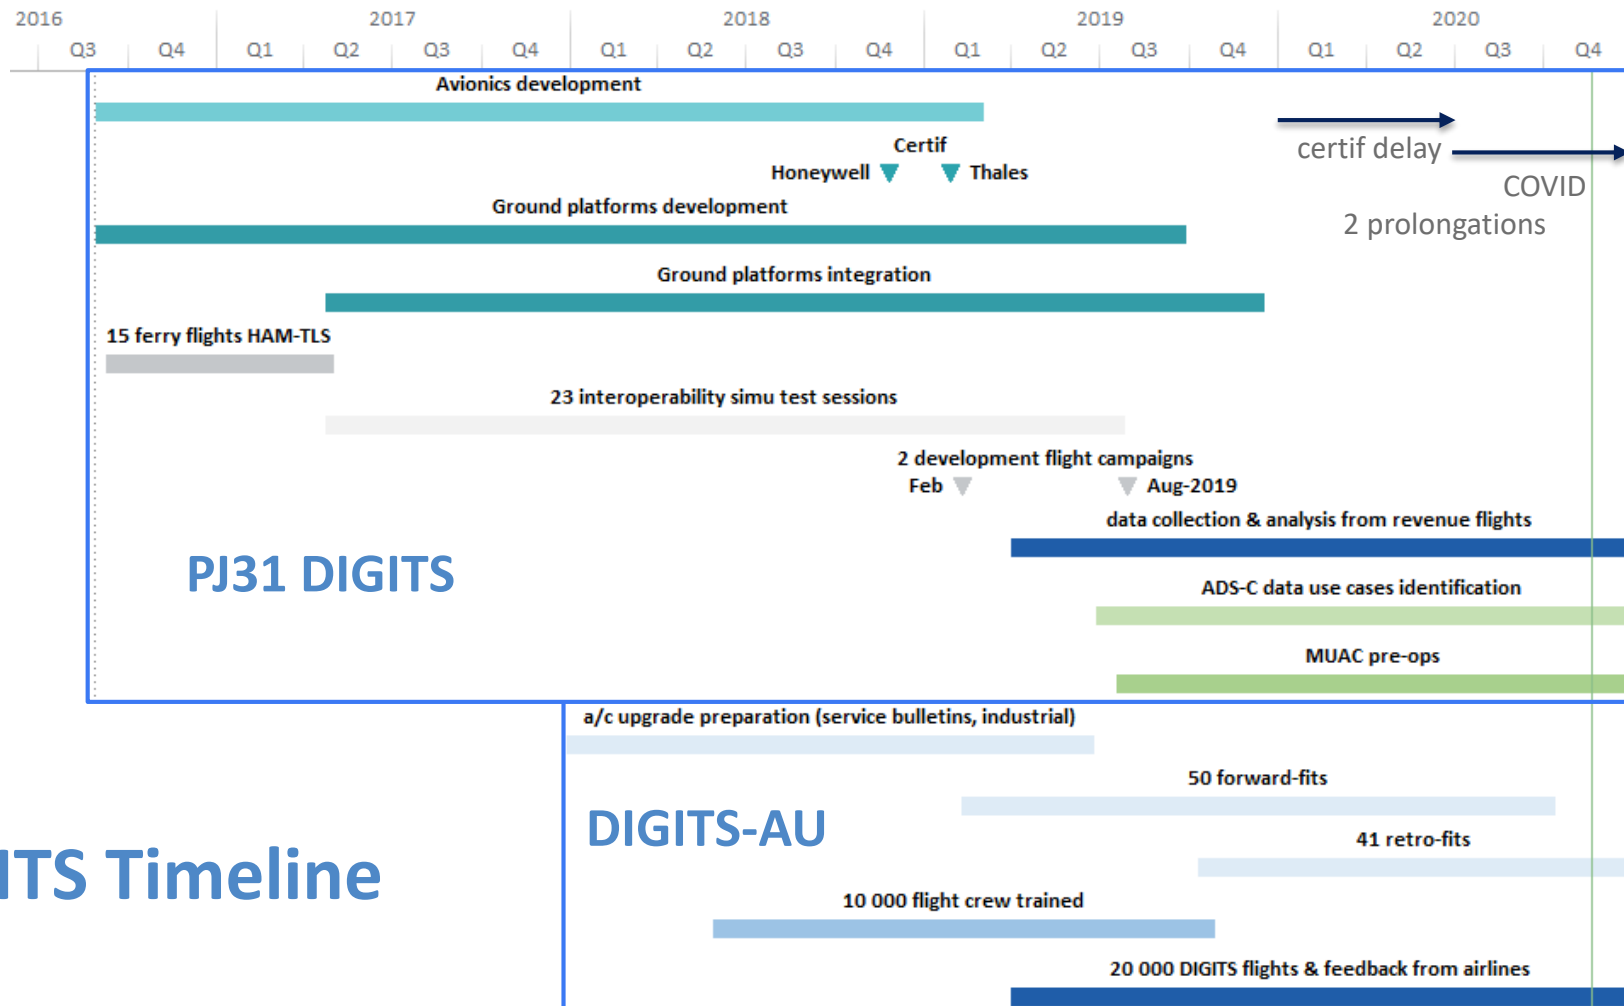 2016 2017 2018 2019 2020
Q3 Q4 Q1 Q2 Q3 Q4 Q1 Q2 Q3 Q4 Q1 Q2 Q3 Q4 Q1 Q2 Q3 Q4
Avionics development
Certif
certif delay
Honeywell Thales
COVID
Ground platforms development
2 prolongations
Ground platforms integration
15 ferry flights HAM-TLS
23 interoperability simu test sessions
2 development flight campaigns
Feb Aug-2019
data collection & analysis from revenue flights
PJ31 DIGITS
ADS-C data use cases identification
MUAC pre-ops
a/c upgrade preparation (service bulletins, industrial)
50 forward-fits
DIGITS-AU
41 retro-fits
ITS Timeline
10 000 flight crew trained
20 000 DIGITS flights & feedback from airlines